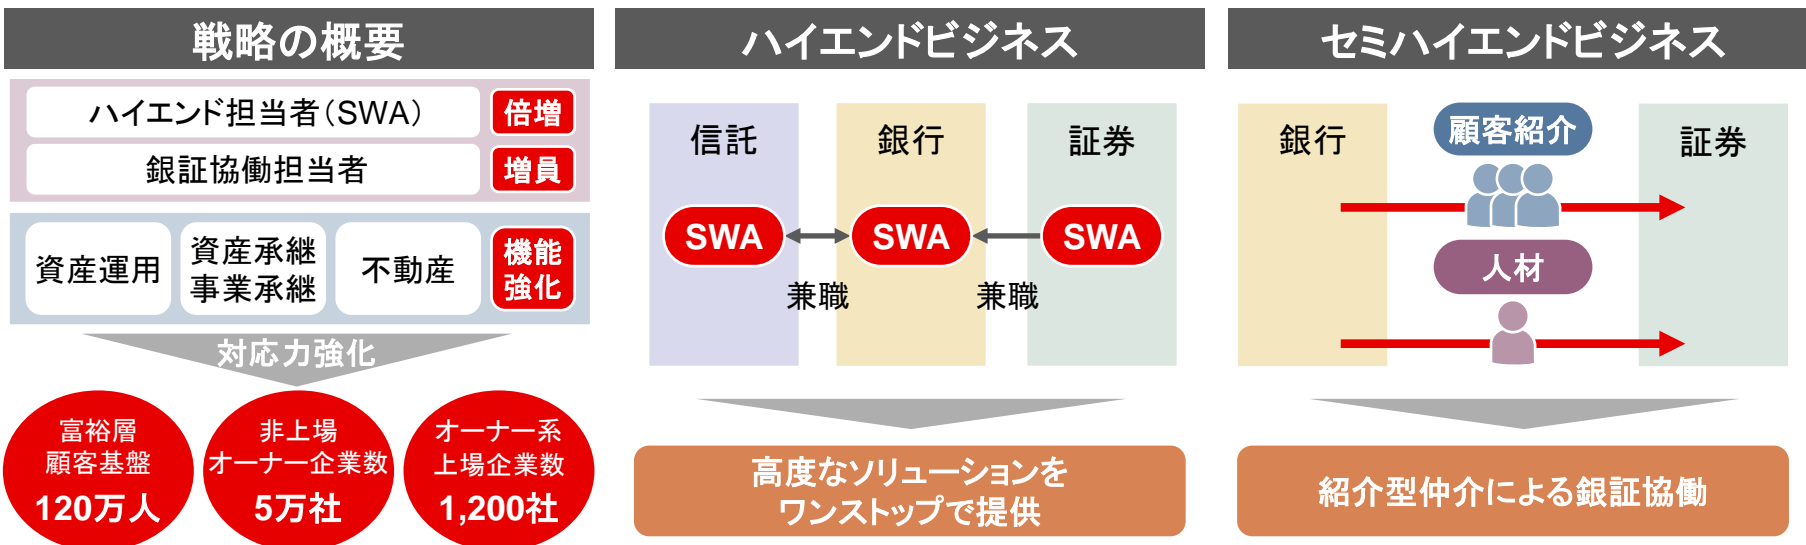 戦略の概要
ハイエンド担当者（SWA）
倍増
銀証協働担当者
増員
資産運用
資産承継
事業承継
不動産
機能
強化
対応力強化
富裕層
顧客基盤
120万人
非上場
オーナー企業数
5万社
オーナー系
上場企業数
1,200社
ハイエンドビジネス
信託
銀行
証券
SWA
SWA
SWA
兼職
兼職
高度なソリューションを
ワンストップで提供
セミハイエンドビジネス
銀行
顧客紹介
証券
人材
紹介型仲介による銀証協働